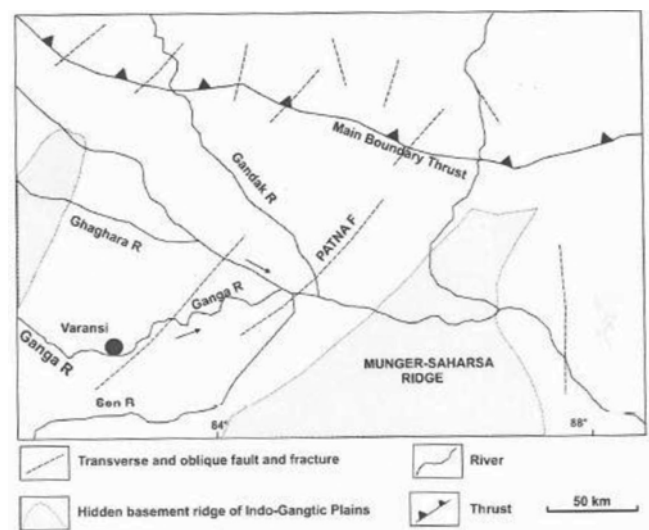 Main Boundary Thrust
Gandak R
Ghaghara R
PATNA F
Ganga R
Varansi
Ganga R
MUNGER-SAHARSA
RIDGE
Son R
84°
88°
Transverse and oblique fault and fracture
River
Hidden basement ridge of Indo-Gangtic Plains
Thrust
50 km